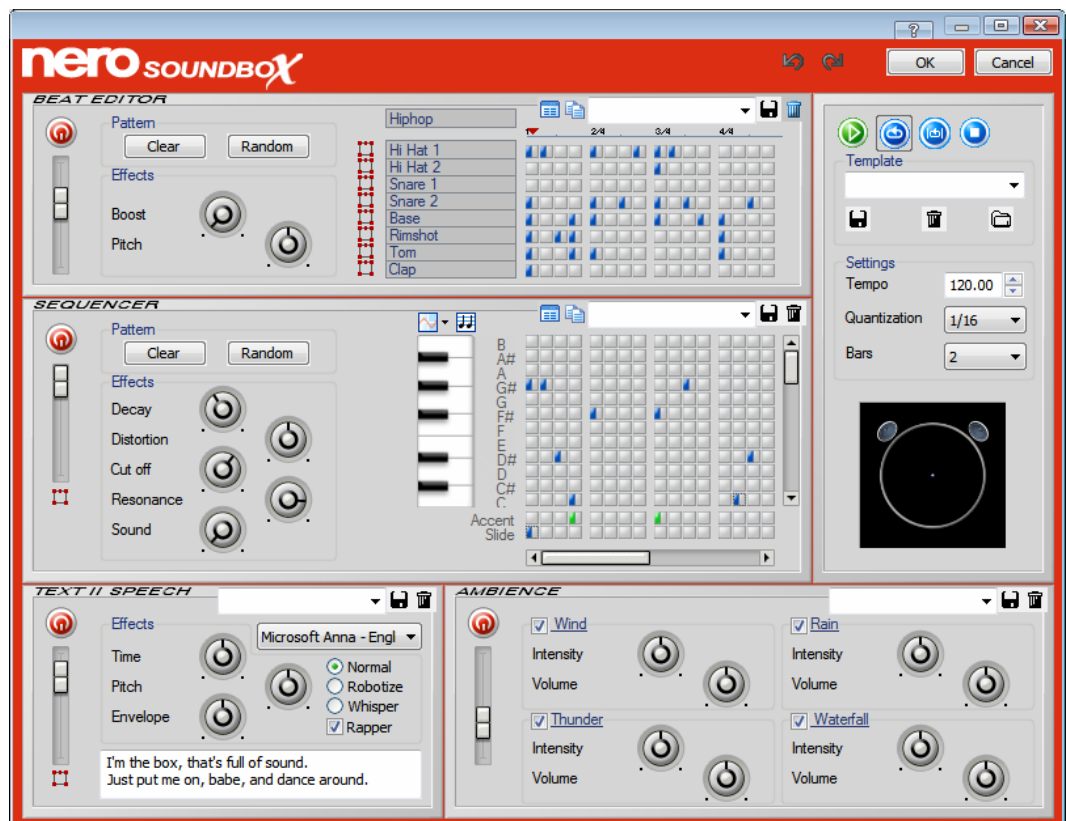 ?
nero SOUNDBOX
OK
Cancel
BEAT EDITOR
Pattern
Clear
Random
Effects
Boost
Pitch
Hiphop
1
2/4
3/4
4/4
Hi Hat 1
Hi Hat 2
Snare 1
Snare 2
Base
Rimshot
Tom
Clap
Template
Settings
Tempo
120.00
Quantization
1/16
Bars
2
SEQUENCER
Pattern
Clear
Random
Effects
Decay
Distortion
Cut off
Resonance
Sound
B
A#
A
G#
G
F#
F
E
D#
D
C#
C
Accent
Slide
TEXT II SPEECH
Effects
Time
Pitch
Envelope
Microsoft Anna - Engl
Normal
Robotize
Whisper
Rapper
I'm the box, that's full of sound.
Just put me on, babe, and dance around.
AMBIENCE
Wind
Intensity
Volume
Rain
Intensity
Volume
Thunder
Intensity
Volume
Waterfall
Intensity
Volume